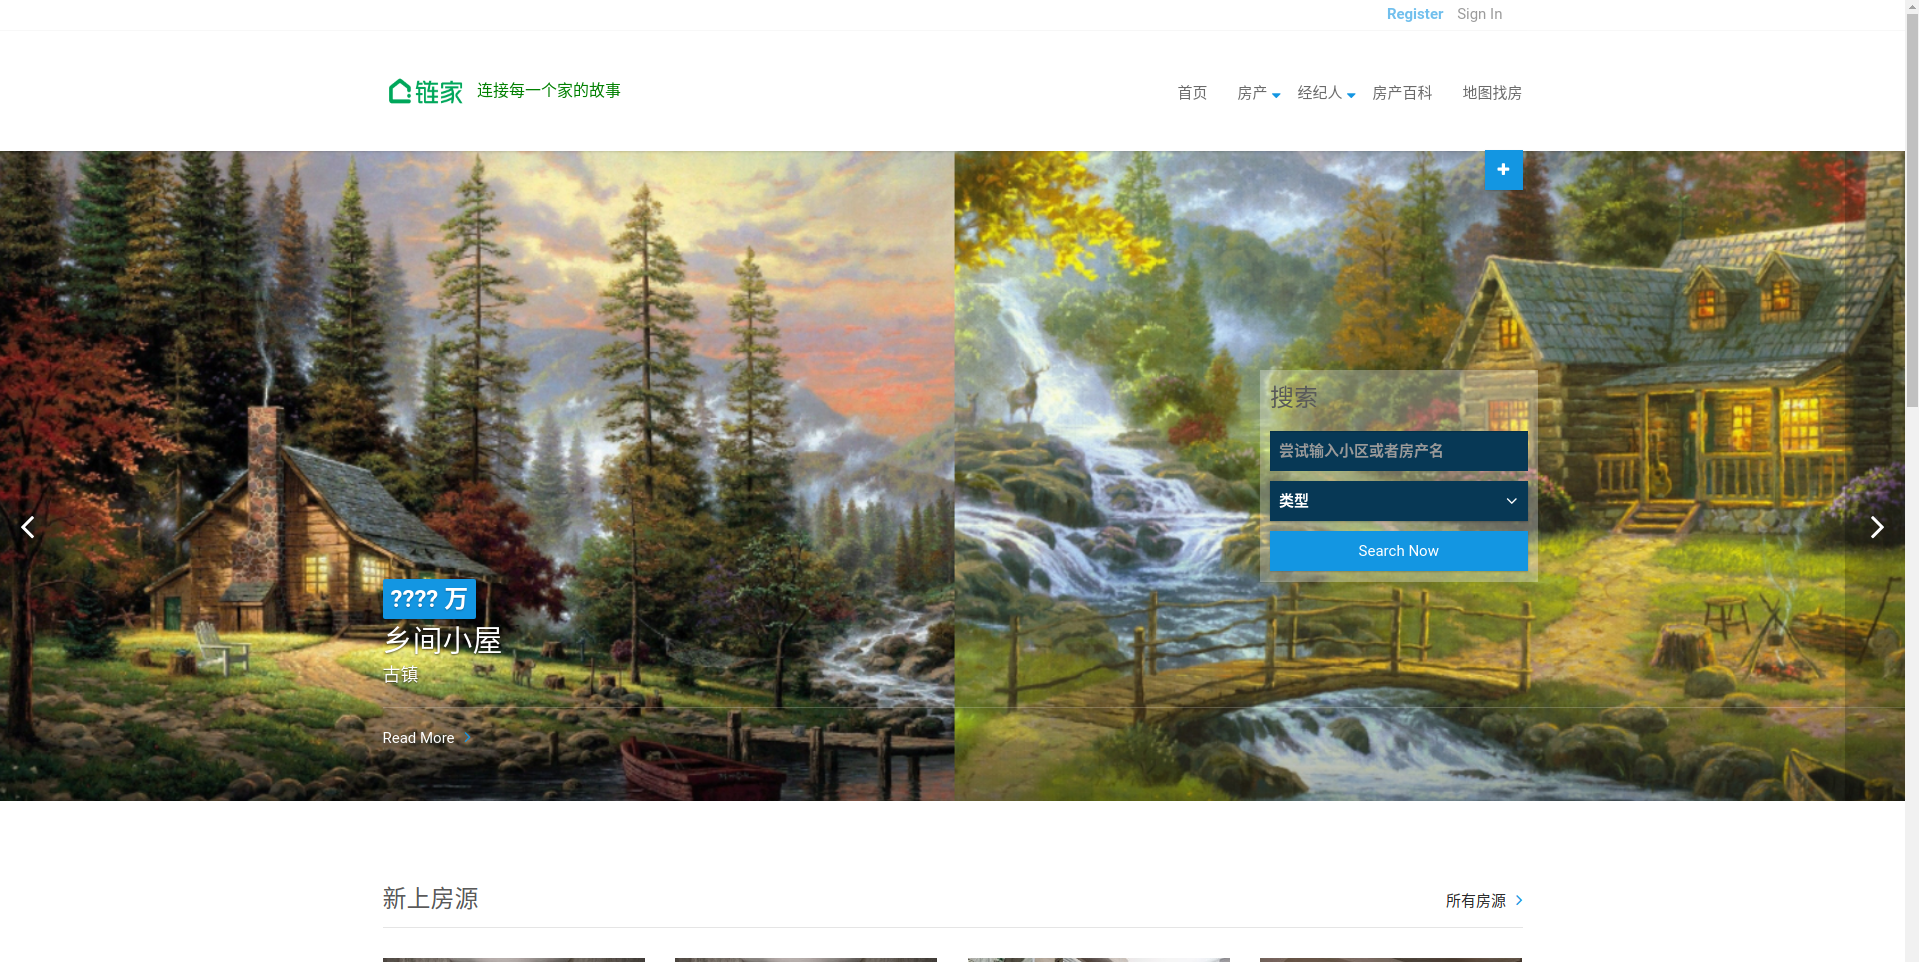 Register Sign In
链家 连接每一个家的故事
首页 房产 经纪人 房产百科 地图找房
搜索
尝试输入小区或者房产名
类型
Search Now
???? 万
乡间小屋
古镇
Read More
新上房源 所有房源